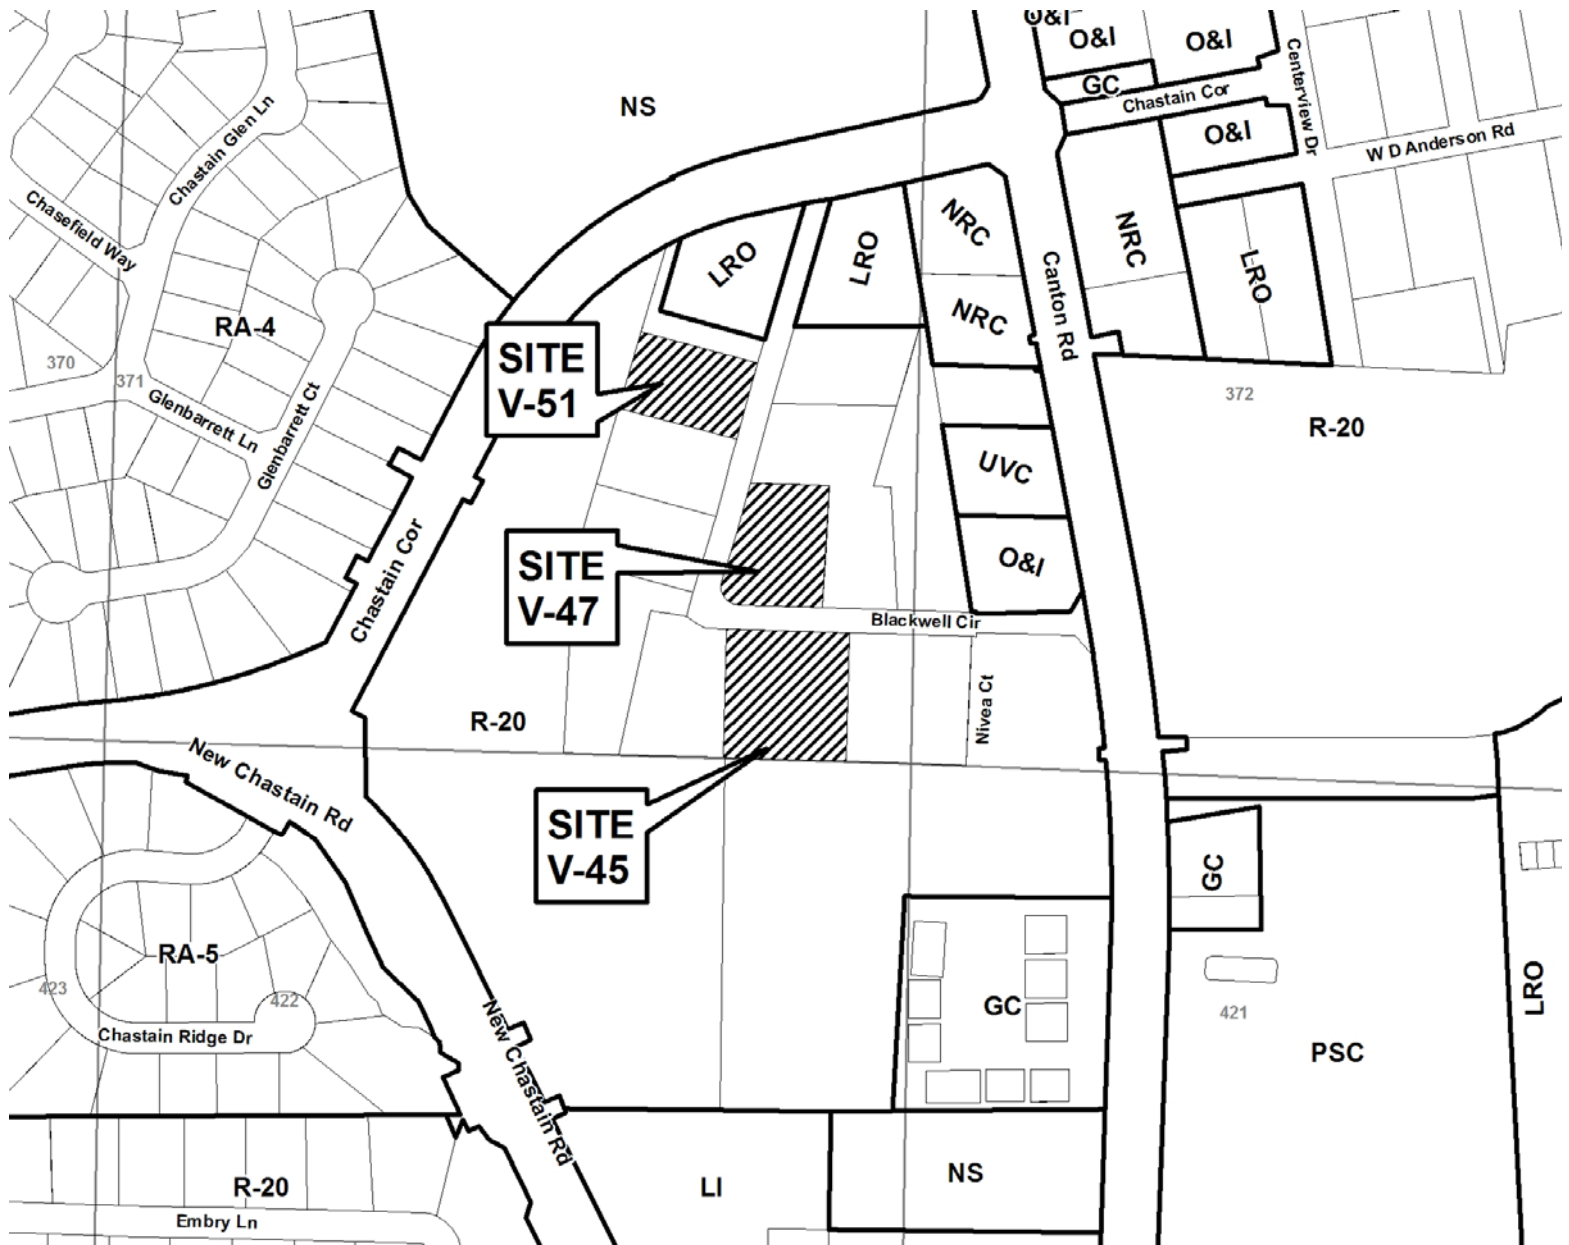 O&I
O&I
O&I
GC
Chastain Cor
Centerview Dr
O&I
W D Anderson Rd
NS
Chastain Glen Ln
Chasefield Way
NRC
NRC
LRO
LRO
LRO
Canton Rd
NRC
RA-4
370
371
SITE
V-51
372
R-20
Glenbarrett Ln
Glenbarrett Ct
UVC
O&I
Chastain Cor
SITE
V-47
Blackwell Cir
Nivea Ct
R-20
New Chastain Rd
SITE
V-45
GC
RA-5
423
422
Chastain Ridge Dr
GC
421
LRO
PSC
New Chastain Rd
R-20
LI
NS
Embry Ln